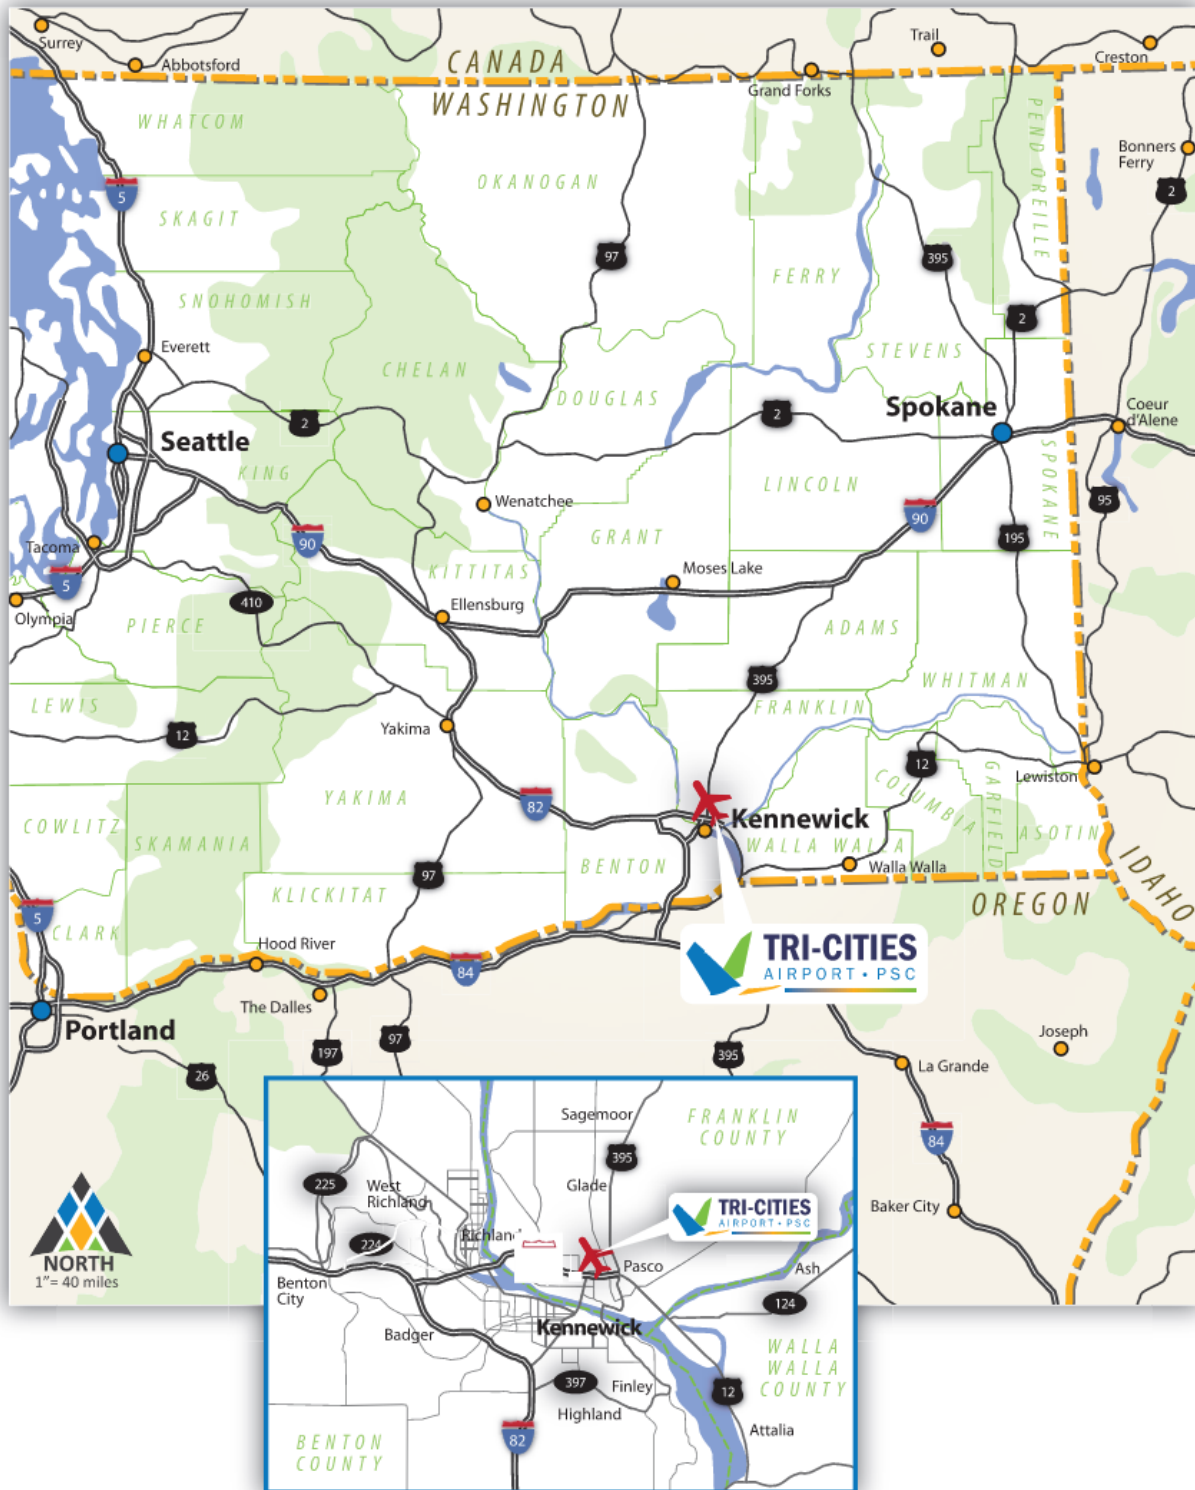 Surrey
Abbotsford
CANADA
Trail
Creston
Grand Forks
WASHINGTON
WHATCOM
PEND OREILLE
Bonners
Ferry
2
5
OKANOGAN
SKAGIT
97
395
FERRY
SNOHOMISH
2
Everett
STEVENS
CHELAN
DOUGLAS
Spokane
Coeur
d'Alene
2
2
Seattle
KING
SPOKANE
LINCOLN
Wenatchee
95
90
90
GRANT
195
Tacoma
KITTITAS
Moses Lake
5
410
Ellensburg
Olympia
PIERCE
ADAMS
395
WHITMAN
LEWIS
FRANKLIN
12
Yakima
12
Lewiston
COLUMBIA
GARFIELD
YAKIMA
82
Kennewick
COWLITZ
SKAMANIA
WALLA WALLA
ASOTIN
BENTON
Walla Walla
97
KLICKITAT
IDAHO
OREGON
5
CLARK
Hood River
TRI-CITIES
AIRPORT • PSC
84
The Dalles
Portland
Joseph
97
197
395
La Grande
26
Sagemoor
FRANKLIN
COUNTY
84
395
225
West
Richland
Glade
Baker City
TRI-CITIES
AIRPORT • PSC
224
Richland
NORTH
1"= 40 miles
Pasco
Ash
Benton
City
124
Badger
Kennewick
WALLA
WALLA
COUNTY
397
Finley
12
Highland
Attalia
82
BENTON
COUNTY